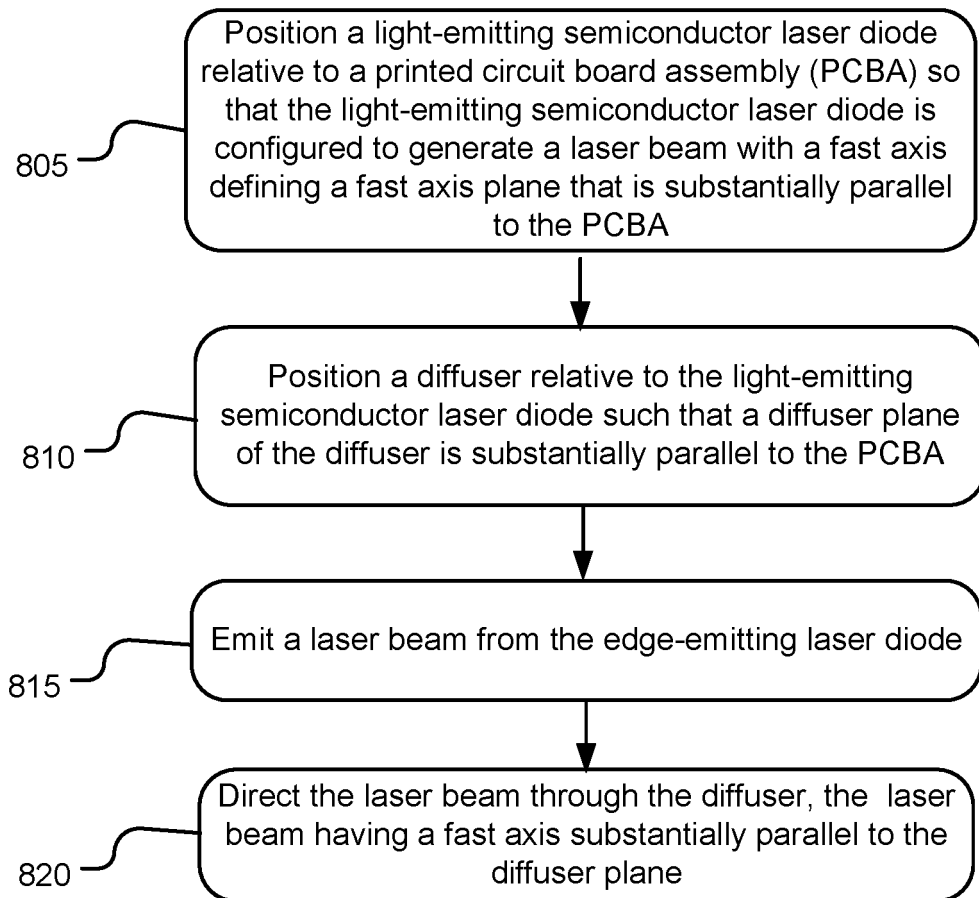 Position a light-emitting semiconductor laser diode
relative to a printed circuit board assembly (PCBA) so
that the light-emitting semiconductor laser diode is
configured to generate a laser beam with a fast axis
defining a fast axis plane that is substantially parallel
to the PCBA
805
Position a diffuser relative to the light-emitting
semiconductor laser diode such that a diffuser plane
of the diffuser is substantially parallel to the PCBA
810
Emit a laser beam from the edge-emitting laser diode
815
Direct the laser beam through the diffuser, the laser
beam having a fast axis substantially parallel to the
diffuser plane
820